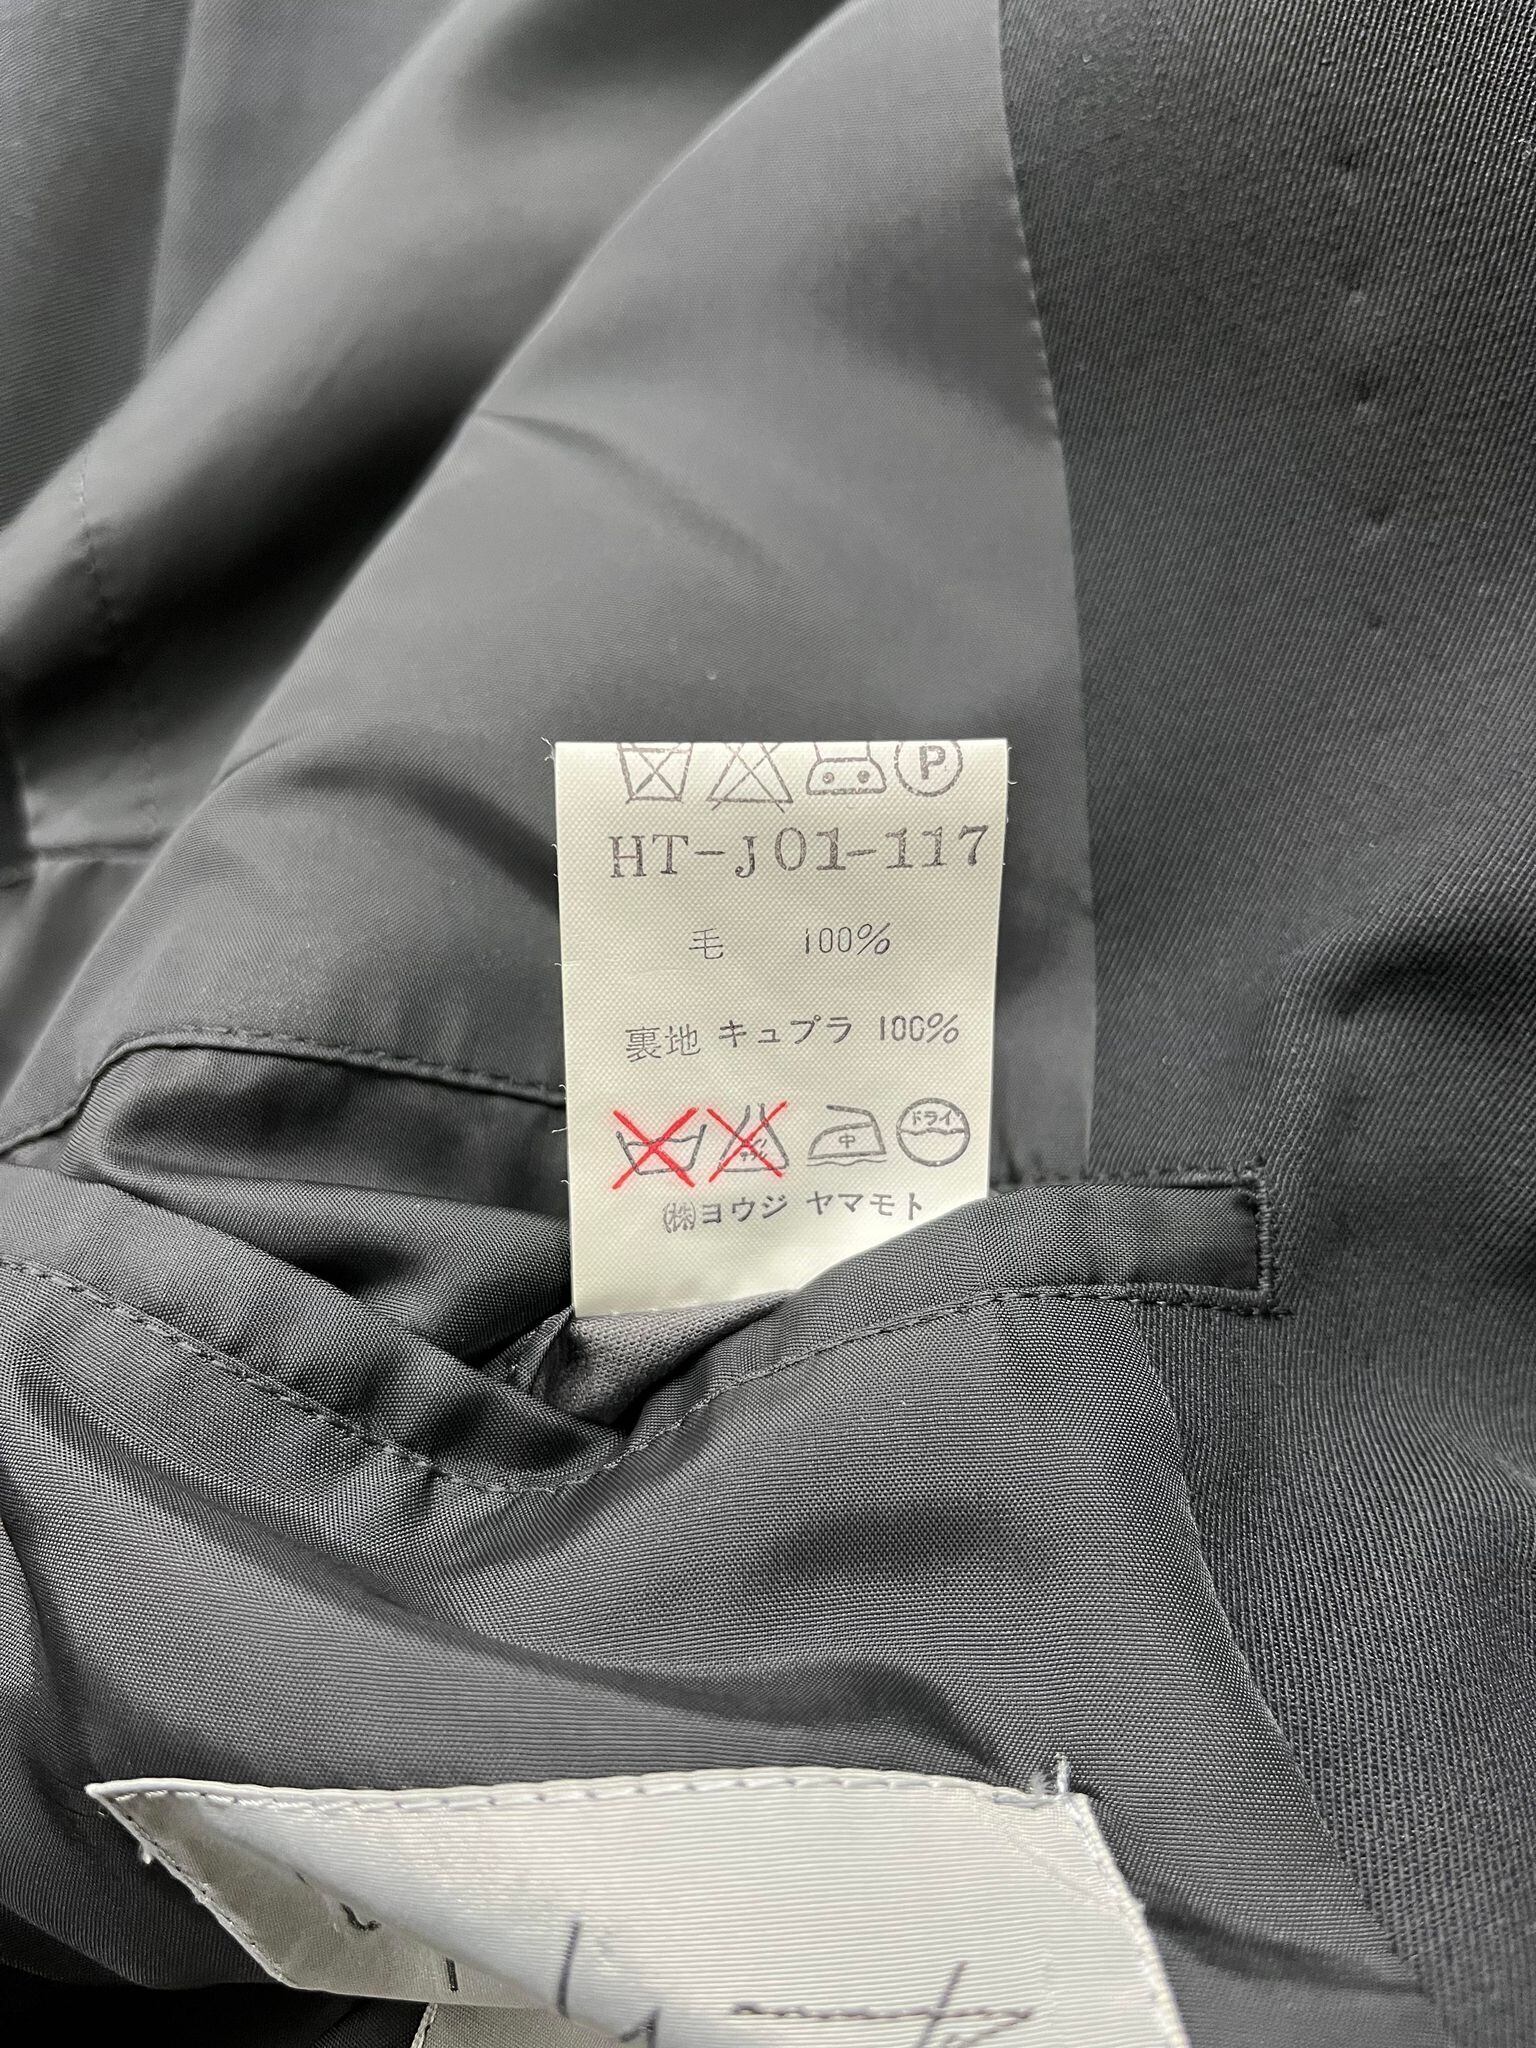 P
HT-J01-117
毛 100%
裏地 キュプラ 100%
中 ドライ
㈱ヨウジ ヤマモト